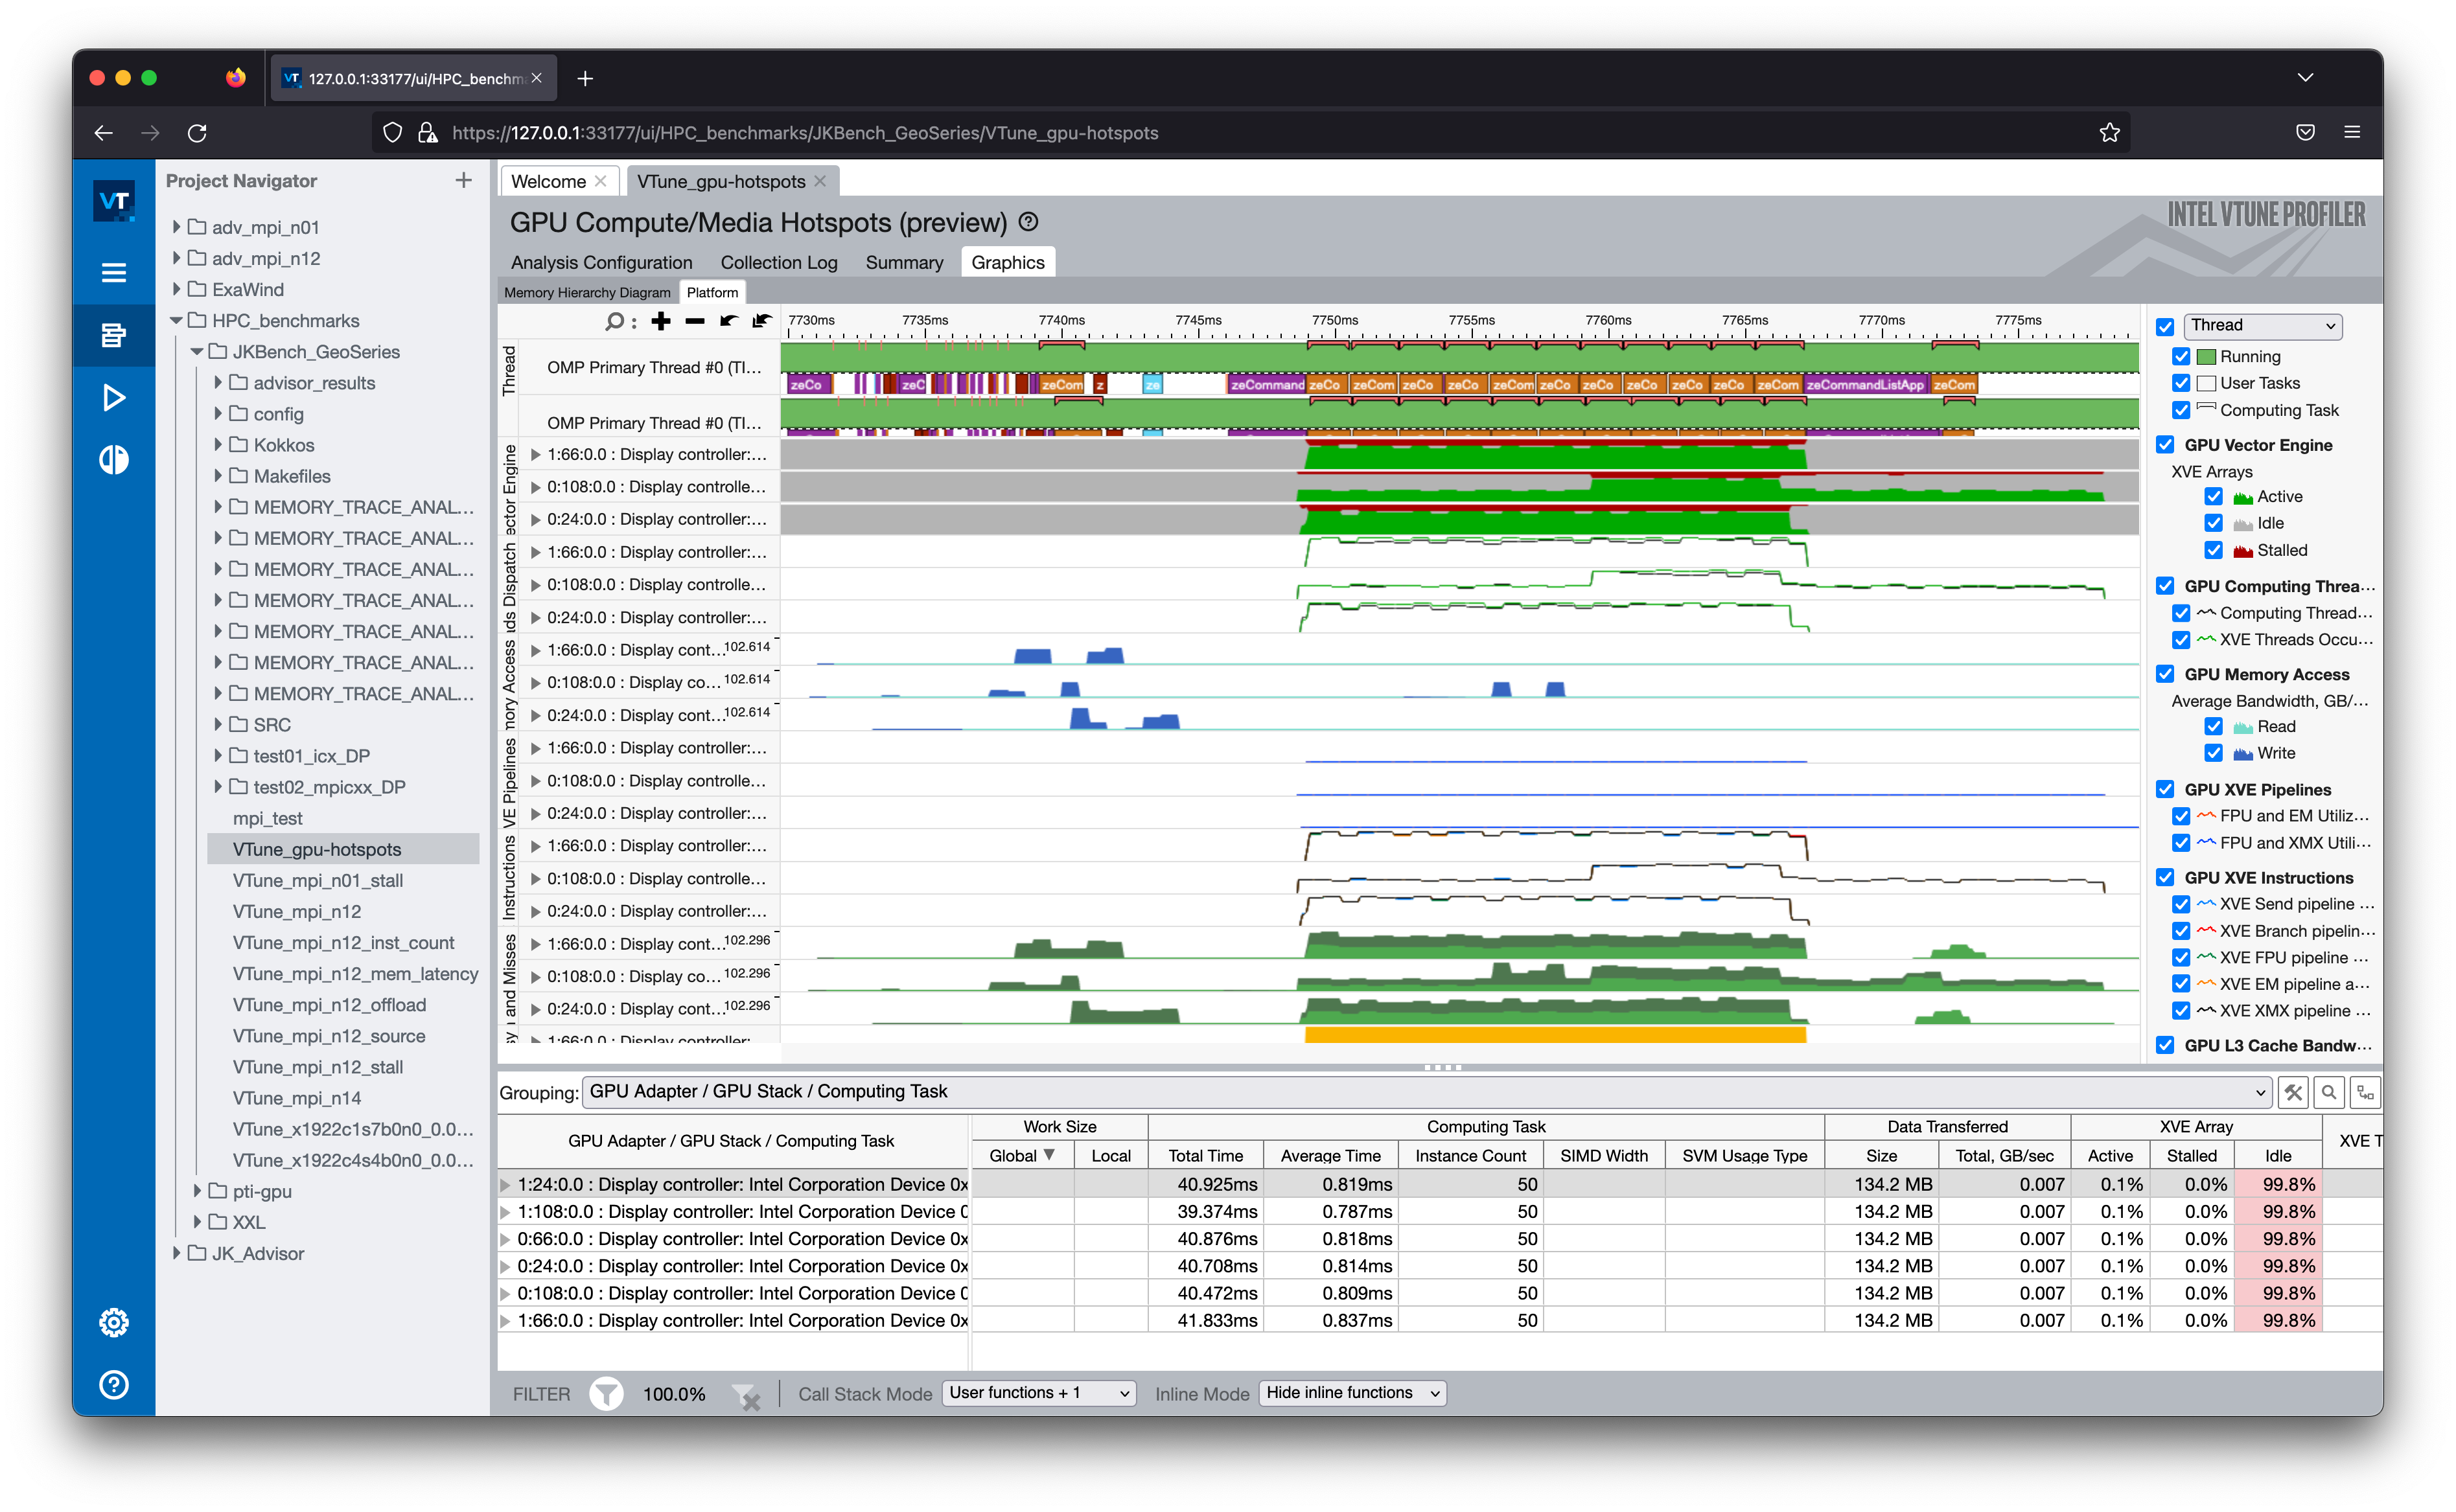 VT 127.0.0.1:33177/ui/HPC_benchm
https://127.0.0.1:33177/ui/HPC_benchmarks/JKBench_GeoSeries/VTune_gpu-hotspots
VT
Project Navigator
adv_mpi_n01
adv_mpi_n12
ExaWind
HPC_benchmarks
JKBench_GeoSeries
advisor_results
config
Kokkos
Makefiles
MEMORY_TRACE_ANAL...
MEMORY_TRACE_ANAL...
MEMORY_TRACE_ANAL...
MEMORY_TRACE_ANAL...
MEMORY_TRACE_ANAL...
MEMORY_TRACE_ANAL...
MEMORY_TRACE_ANAL...
SRC
test01_icx_DP
test02_mpicxx_DP
mpi_test
VTune_gpu-hotspots
VTune_mpi_n01_stall
VTune_mpi_n12
VTune_mpi_n12_inst_count
VTune_mpi_n12_mem_latency
VTune_mpi_n12_offload
VTune_mpi_n12_source
VTune_mpi_n12_stall
VTune_mpi_n14
VTune_x1922c1s7b0n0_0.0...
VTune_x1922c4s4b0n0_0.0...
pti-gpu
XXL
JK_Advisor
Welcome VTune_gpu-hotspots
GPU Compute/Media Hotspots (preview)
INTEL VTUNE PROFILER
Analysis Configuration Collection Log Summary Graphics
Memory Hierarchy Diagram Platform
7730ms 7735ms 7740ms 7745ms 7750ms 7755ms 7760ms 7765ms 7770ms 7775ms
Thread
OMP Primary Thread #0 (TI...
zeCo zeC zeCom z ze zeCommand zeCo zeCom zeCo zeCo zeCom zeCo zeCo zeCo zeCo zeCo zeCom zeCommandListApp zeCom
OMP Primary Thread #0 (TI...
ector Engine
1:66:0.0 : Display controller:...
0:108:0.0 : Display controlle...
0:24:0.0 : Display controller:...
ads Dispatch
1:66:0.0 : Display controller:...
0:108:0.0 : Display controlle...
0:24:0.0 : Display controller:...
mory Access
1:66:0.0 : Display cont... 102.614
0:108:0.0 : Display co... 102.614
0:24:0.0 : Display cont... 102.614
VE Pipelines
1:66:0.0 : Display controller:...
0:108:0.0 : Display controlle...
0:24:0.0 : Display controller:...
Instructions
1:66:0.0 : Display controller:...
0:108:0.0 : Display controlle...
0:24:0.0 : Display controller:...
and Misses
1:66:0.0 : Display cont... 102.296
0:108:0.0 : Display co... 102.296
0:24:0.0 : Display cont... 102.296
1:66:0.0 : Display controller:
Thread
Running
User Tasks
Computing Task
GPU Vector Engine
XVE Arrays
Active
Idle
Stalled
GPU Computing Threa...
Computing Thread...
XVE Threads Occu...
GPU Memory Access
Average Bandwidth, GB/...
Read
Write
GPU XVE Pipelines
FPU and EM Utiliz...
FPU and XMX Utili...
GPU XVE Instructions
XVE Send pipeline ...
XVE Branch pipelin...
XVE FPU pipeline ...
XVE EM pipeline a...
XVE XMX pipeline ...
GPU L3 Cache Bandw...
Grouping: GPU Adapter / GPU Stack / Computing Task
GPU Adapter / GPU Stack / Computing Task Work Size Computing Task Data Transferred XVE Array XVE T
Global Local Total Time Average Time Instance Count SIMD Width SVM Usage Type Size Total, GB/sec Active Stalled Idle
1:24:0.0 : Display controller: Intel Corporation Device 0x 40.925ms 0.819ms 50 134.2 MB 0.007 0.1% 0.0% 99.8%
1:108:0.0 : Display controller: Intel Corporation Device 0 39.374ms 0.787ms 50 134.2 MB 0.007 0.1% 0.0% 99.8%
0:66:0.0 : Display controller: Intel Corporation Device 0x 40.876ms 0.818ms 50 134.2 MB 0.007 0.1% 0.0% 99.8%
0:24:0.0 : Display controller: Intel Corporation Device 0x 40.708ms 0.814ms 50 134.2 MB 0.007 0.1% 0.0% 99.8%
0:108:0.0 : Display controller: Intel Corporation Device 0 40.472ms 0.809ms 50 134.2 MB 0.007 0.1% 0.0% 99.8%
1:66:0.0 : Display controller: Intel Corporation Device 0x 41.833ms 0.837ms 50 134.2 MB 0.007 0.1% 0.0% 99.8%
FILTER 100.0% Call Stack Mode User functions + 1 Inline Mode Hide inline functions